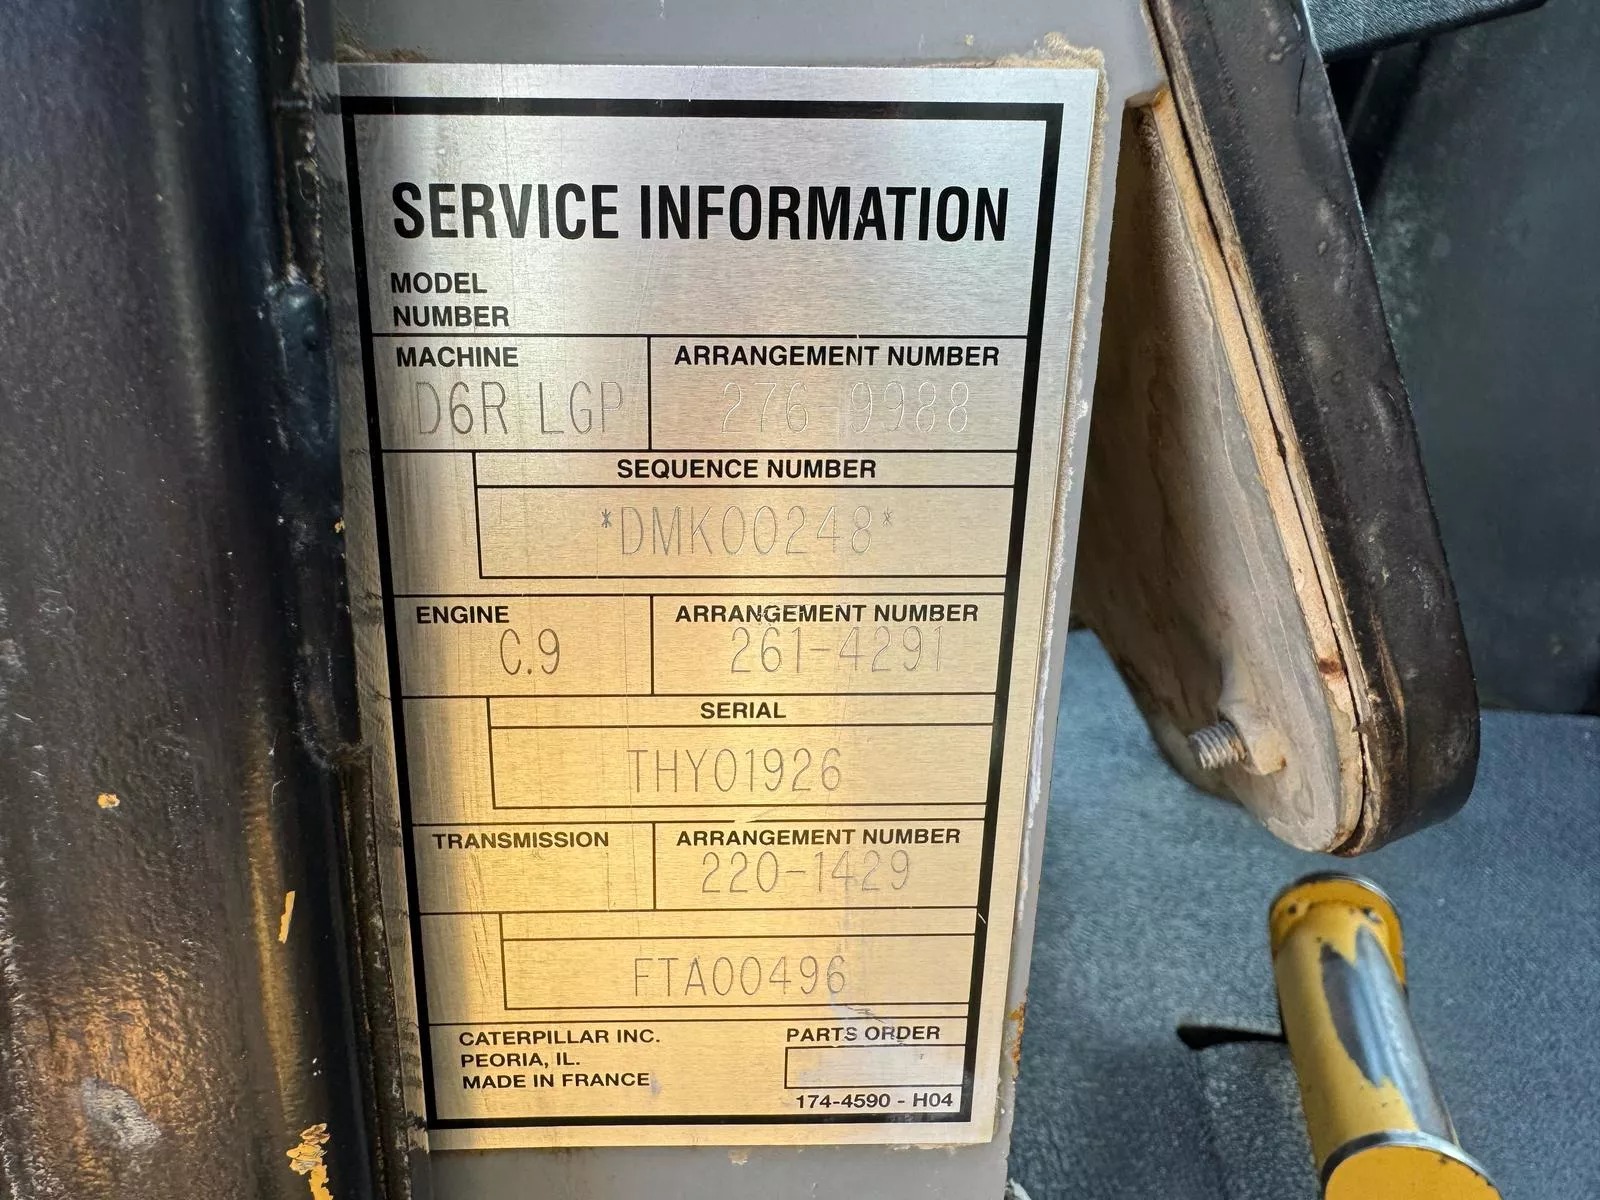 SERVICE INFORMATION
MODEL
NUMBER
MACHINE
ARRANGEMENT NUMBER
D6R LGP
276-9988
SEQUENCE NUMBER
*DMK00248*
ENGINE
ARRANGEMENT NUMBER
C.9
261-4291
SERIAL
THY01926
TRANSMISSION
ARRANGEMENT NUMBER
220-1429
FTA00496
CATERPILLAR INC.
PEORIA, IL.
MADE IN FRANCE
PARTS ORDER
174-4590 - H04